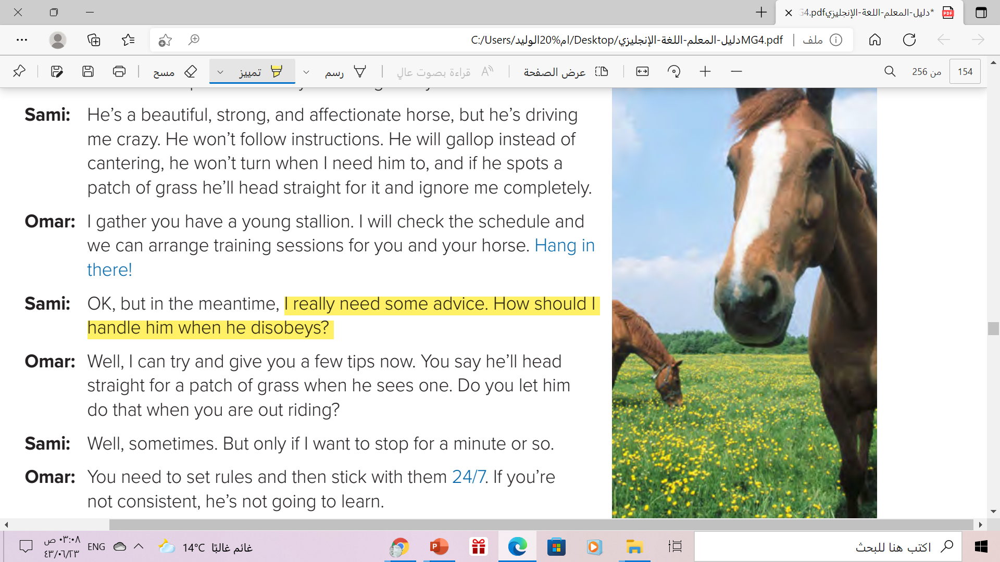 *دليل-المعلم-اللغة-الإنجليزيMG4.pdf
ملف
C:/Users/ام%20الوليد/Desktop/دليل-المعلم-اللغة-الإنجليزيMG4.pdf
154
من 256
عرض الصفحة
قراءة بصوت عالٍ
رسم
تمييز
مسح
Sami: He's a beautiful, strong, and affectionate horse, but he's driving
me crazy. He won't follow instructions. He will gallop instead of
cantering, he won't turn when I need him to, and if he spots a
patch of grass he'll head straight for it and ignore me completely.
Omar: I gather you have a young stallion. I will check the schedule and
we can arrange training sessions for you and your horse. Hang in
there!
Sami: OK, but in the meantime, I really need some advice. How should I
handle him when he disobeys?
Omar: Well, I can try and give you a few tips now. You say he'll head
straight for a patch of grass when he sees one. Do you let him
do that when you are out riding?
Sami: Well, sometimes. But only if I want to stop for a minute or so.
Omar: You need to set rules and then stick with them 24/7. If you're
not consistent, he's not going to learn.
اكتب هنا للبحث
14°C غائم غالبًا
ENG
٠٣:٠٨ ص
٤٣/٠٦/٢٣